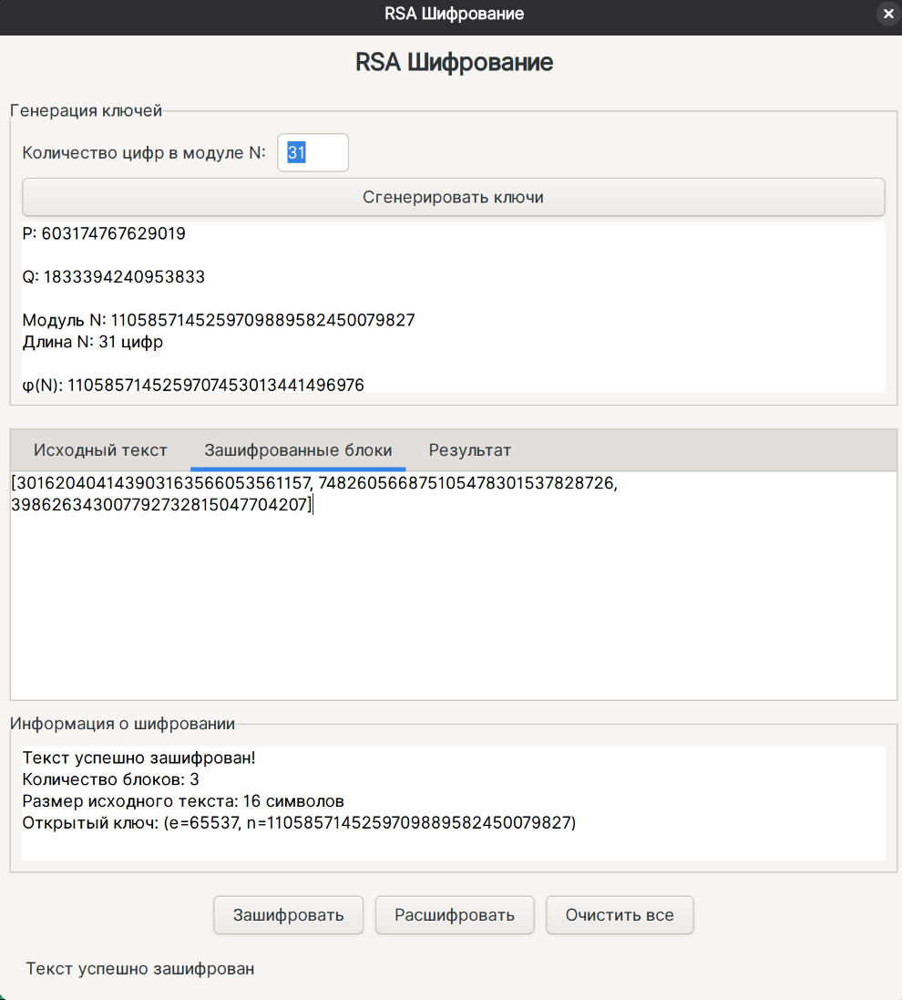 RSA Шифрование
RSA Шифрование
Генерация ключей
Количество цифр в модуле N: 31
Сгенерировать ключи
P: 603174767629019
Q: 1833394240953833
Модуль N: 1105857145259709889582450079827
Длина N: 31 цифр
φ(N): 1105857145259707453013441496976
Исходный текст Зашифрованные блоки Результат
[301620404143903163566053561157, 748260566875105478301537828726,
398626343007792732815047704207]
Информация о шифровании
Текст успешно зашифрован!
Количество блоков: 3
Размер исходного текста: 16 символов
Открытый ключ: (e=65537, n=1105857145259709889582450079827)
Зашифровать Расшифровать Очистить все
Текст успешно зашифрован